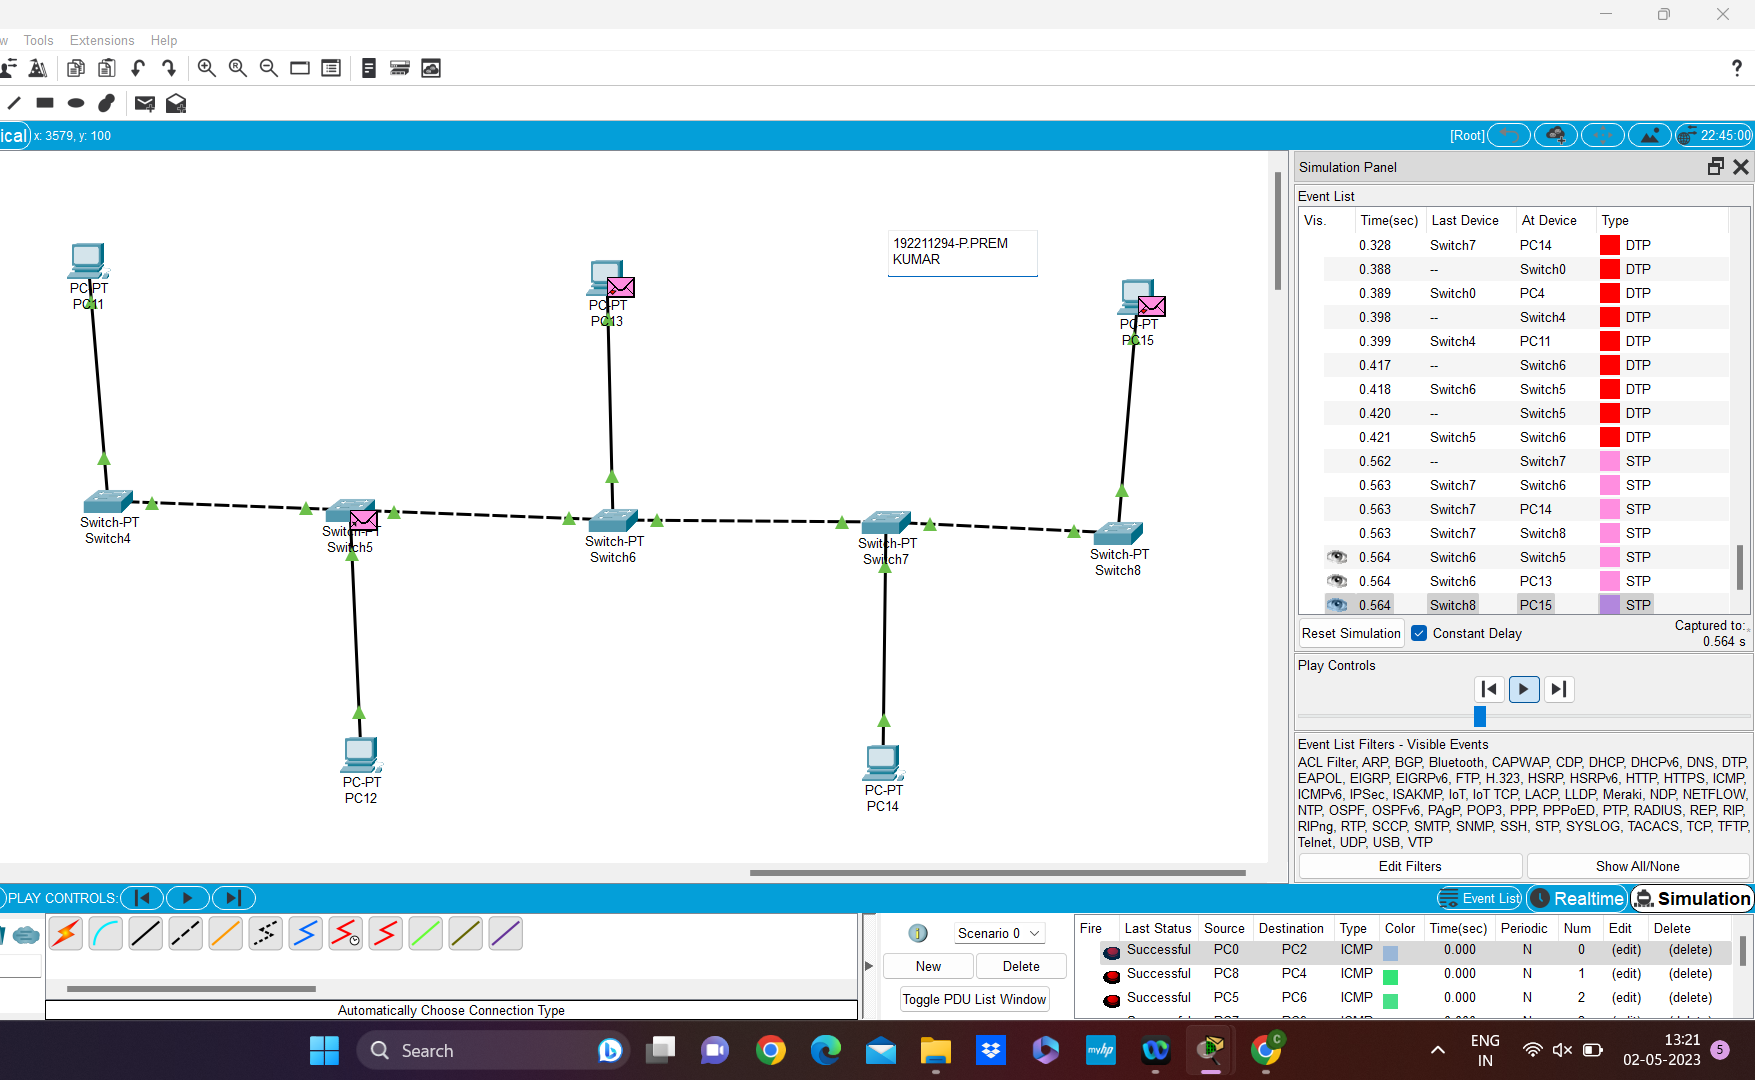 w Tools Extensions Help
?
ical x: 3579, y: 100 [Root] 22:45:00
Simulation Panel
Event List
Vis. Time(sec) Last Device At Device Type
0.328 Switch7 PC14 DTP
0.388 -- Switch0 DTP
0.389 Switch0 PC4 DTP
0.398 -- Switch4 DTP
0.399 Switch4 PC11 DTP
0.417 -- Switch6 DTP
0.418 Switch6 Switch5 DTP
0.420 -- Switch5 DTP
0.421 Switch5 Switch6 DTP
0.562 -- Switch7 STP
0.563 Switch7 Switch6 STP
0.563 Switch7 PC14 STP
0.563 Switch7 Switch8 STP
0.564 Switch6 Switch5 STP
0.564 Switch6 PC13 STP
0.564 Switch8 PC15 STP
Reset Simulation Constant Delay
Captured to:
0.564 s
Play Controls
Event List Filters - Visible Events
ACL Filter, ARP, BGP, Bluetooth, CAPWAP, CDP, DHCP, DHCPv6, DNS, DTP,
EAPOL, EIGRP, EIGRPv6, FTP, H.323, HSRP, HSRPv6, HTTP, HTTPS, ICMP,
ICMPv6, IPSec, ISAKMP, IoT, IoT TCP, LACP, LLDP, Meraki, NDP, NETFLOW,
NTP, OSPF, OSPFv6, PAgP, POP3, PPP, PPPoED, PTP, RADIUS, REP, RIP,
RIPng, RTP, SCCP, SMTP, SNMP, SSH, STP, SYSLOG, TACACS, TCP, TFTP,
Telnet, UDP, USB, VTP
Edit Filters Show All/None
192211294-P.PREM
KUMAR
PC-PT
PC11
PC-PT
PC13
PC-PT
PC15
Switch-PT
Switch4
Switch-PT
Switch5
Switch-PT
Switch6
Switch-PT
Switch7
Switch-PT
Switch8
PC-PT
PC12
PC-PT
PC14
PLAY CONTROLS:
Event List Realtime Simulation
Automatically Choose Connection Type
Scenario 0
New Delete
Toggle PDU List Window
Fire Last Status Source Destination Type Color Time(sec) Periodic Num Edit Delete
Successful PC0 PC2 ICMP 0.000 N 0 (edit) (delete)
Successful PC8 PC4 ICMP 0.000 N 1 (edit) (delete)
Successful PC5 PC6 ICMP 0.000 N 2 (edit) (delete)
Search
myhp
C
ENG
IN
13:21
02-05-2023
5